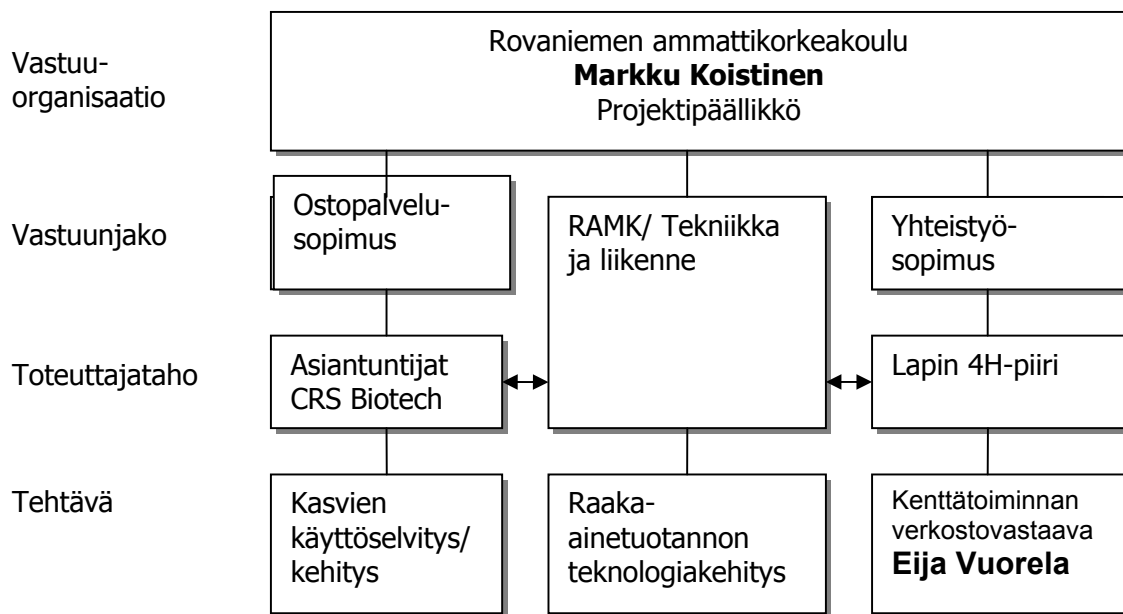 Vastuu-
organisaatio
Rovaniemen ammattikorkeakoulu
Markku Koistinen
Projektipäällikkö
Vastuunjako
Ostopalvelu-
sopimus
RAMK/ Tekniikka
ja liikenne
Yhteistyö-
sopimus
Toteuttajataho
Asiantuntijat
CRS Biotech
Lapin 4H-piiri
Tehtävä
Kasvien
käyttöselvitys/
kehitys
Raaka-
ainetuotannon
teknologiakehitys
Kenttätoiminnan
verkostovastaava
Eija Vuorela